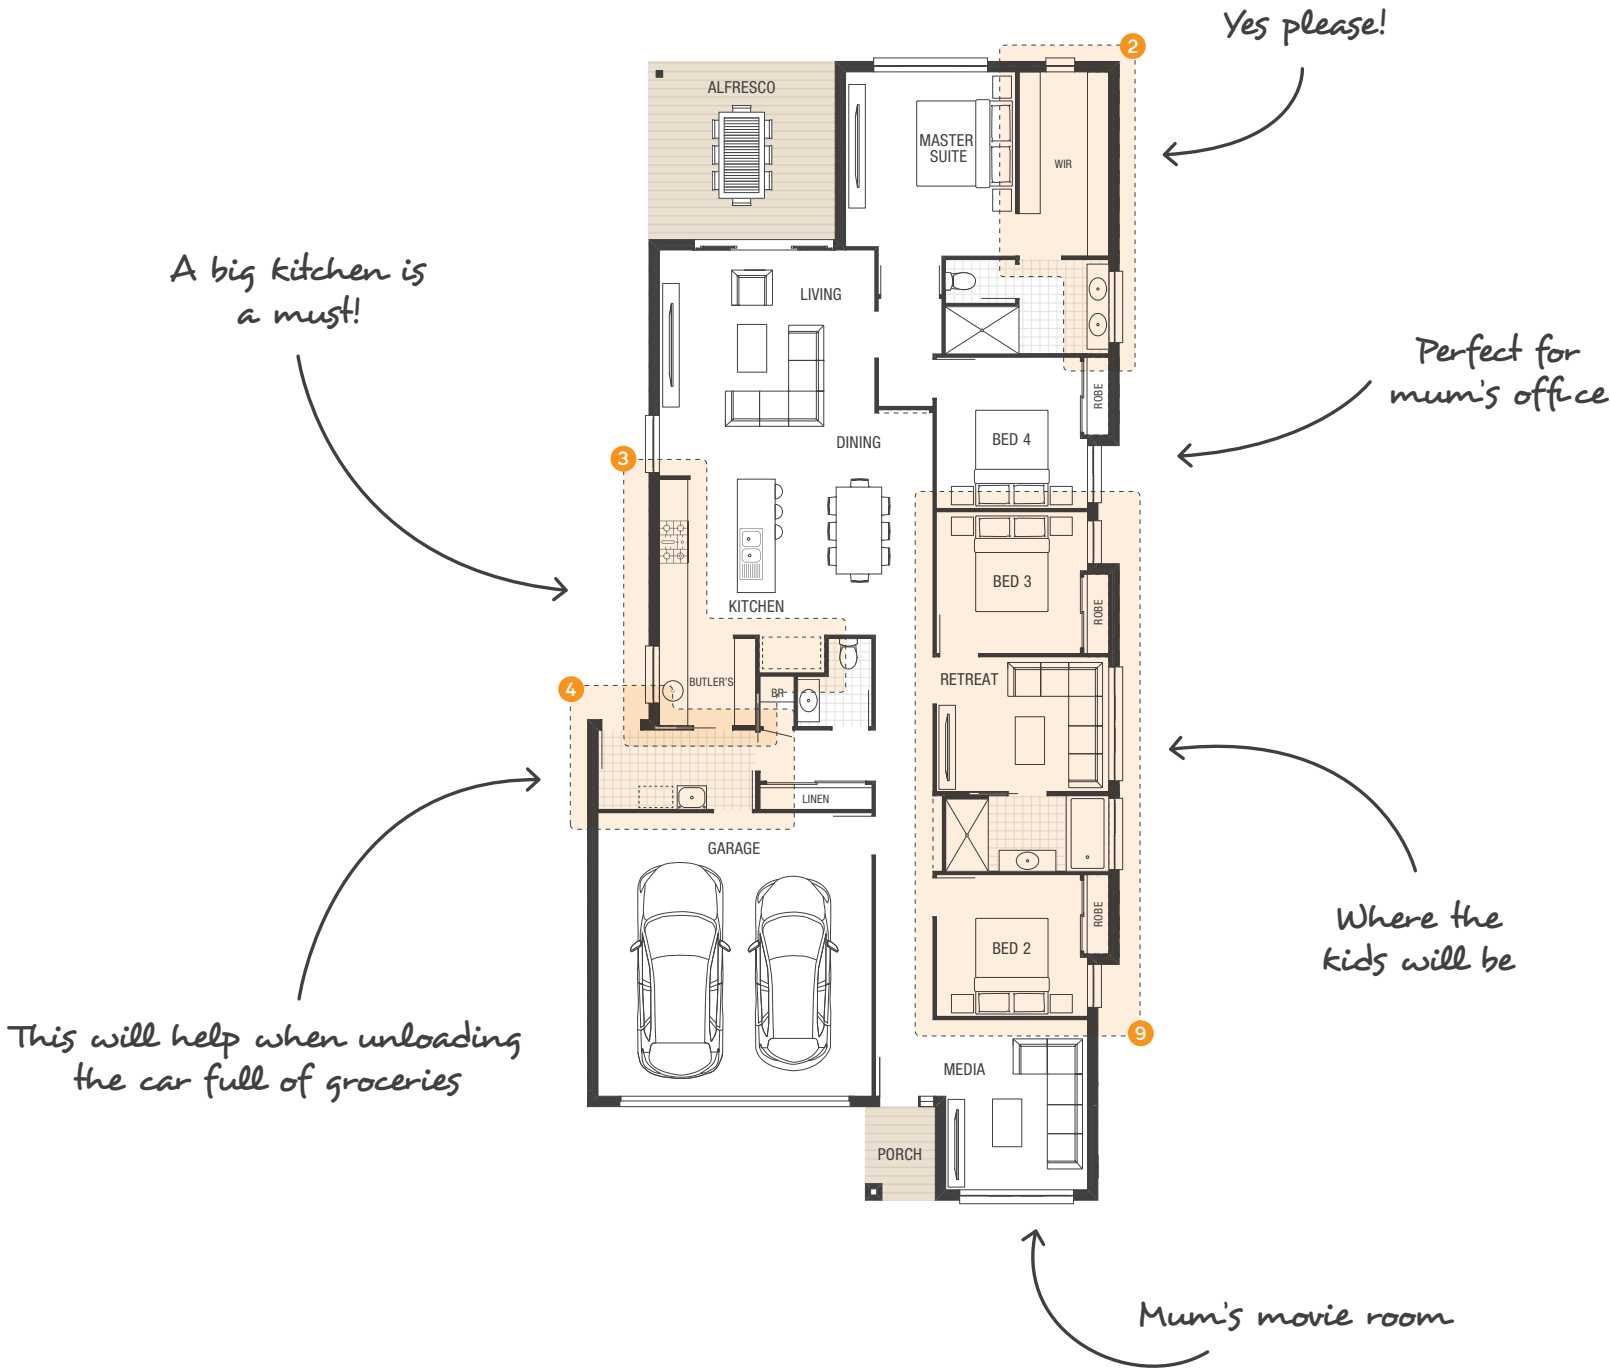 Yes please!
2
ALFRESCO
MASTER
SUITE
WIR
A big kitchen is
a must!
LIVING
Perfect for
mum's office
ROBE
DINING
BED 4
3
BED 3
KITCHEN
ROBE
RETREAT
BUTLER'S
BR
4
LINEN
GARAGE
ROBE
BED 2
Where the
kids will be
This will help when unloading
the car full of groceries
9
MEDIA
PORCH
Mum's movie room